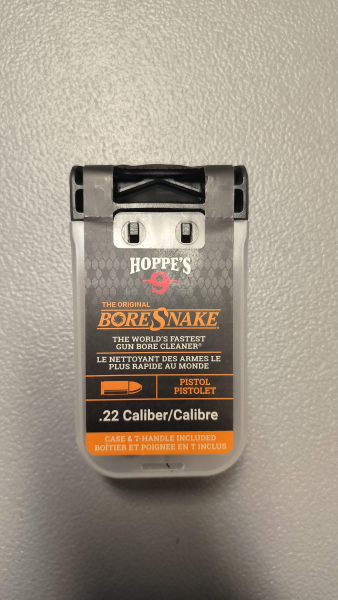 HOPPE'S
9
THE ORIGINAL
BORESNAKE
THE WORLD'S FASTEST
GUN BORE CLEANER®
LE NETTOYANT DES ARMES LE
PLUS RAPIDE AU MONDE
PISTOL
PISTOLET
.22 Caliber/Calibre
CASE & T-HANDLE INCLUDED
BOÎTIER ET POIGNÉE EN T INCLUS